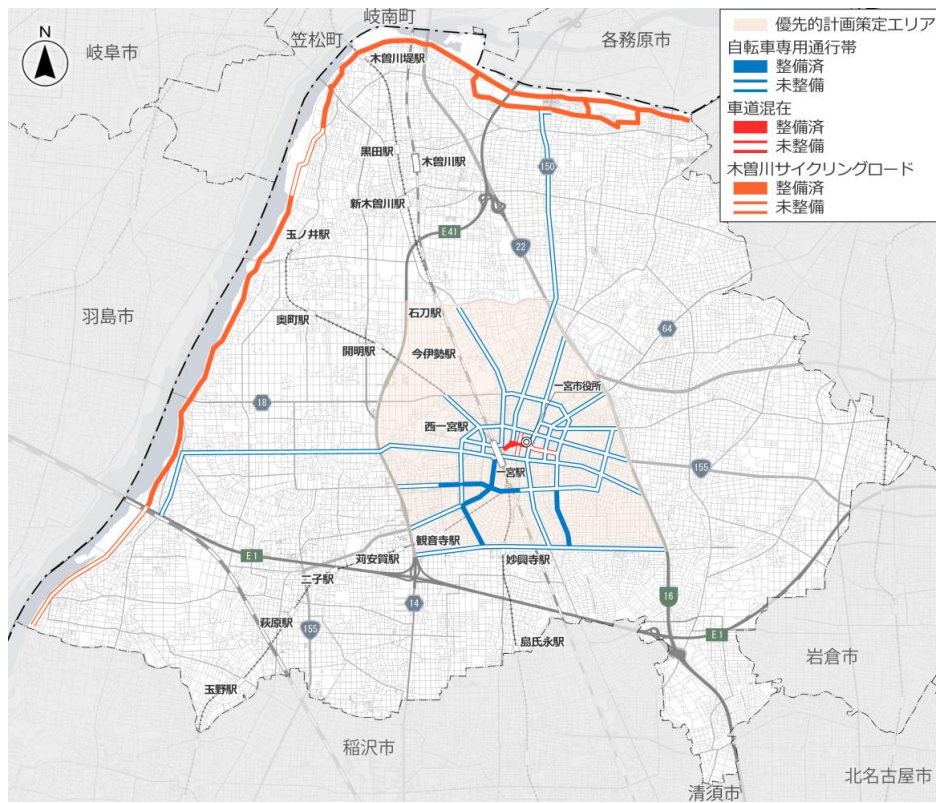 岐南町
笠松町
岐阜市
各務原市
N
優先的計画策定エリア
自転車専用通行帯
整備済
未整備
車道混在
整備済
未整備
木曽川サイクリングロード
整備済
未整備
木曽川堤駅
黒田駅
木曽川駅
150
新木曽川駅
玉ノ井駅
E41
22
羽島市
石刀駅
奥町駅
64
開明駅
今伊勢駅
一宮市役所
18
西一宮駅
155
一宮駅
観音寺駅
苅安賀駅
妙興寺駅
E1
二子駅
14
16
萩原駅
155
島氏永駅
E1
岩倉市
玉野駅
稲沢市
北名古屋市
清須市